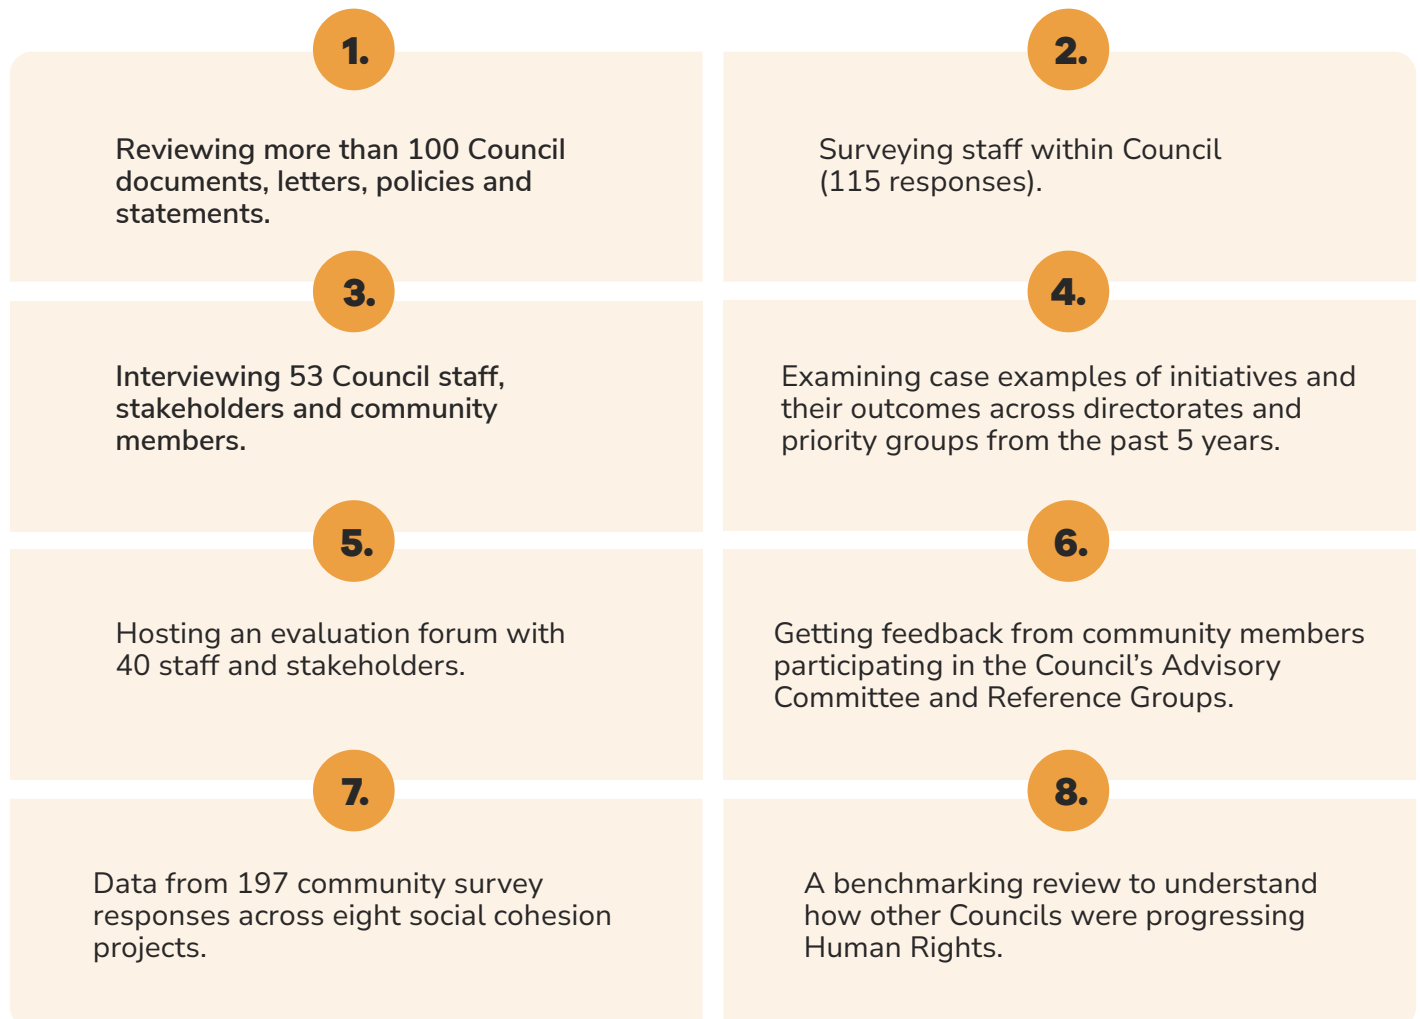 1.
Reviewing more than 100 Council
documents, letters, policies and
statements.
2.
Surveying staff within Council
(115 responses).
3.
Interviewing 53 Council staff,
stakeholders and community
members.
4.
Examining case examples of initiatives and
their outcomes across directorates and
priority groups from the past 5 years.
5.
Hosting an evaluation forum with
40 staff and stakeholders.
6.
Getting feedback from community members
participating in the Council’s Advisory
Committee and Reference Groups.
7.
Data from 197 community survey
responses across eight social cohesion
projects.
8.
A benchmarking review to understand
how other Councils were progressing
Human Rights.